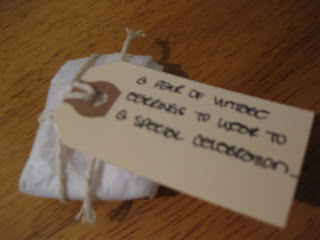 A PAIR OF VINTAGE
EARRINGS TO WEAR TO
A SPECIAL CELEBRATION...